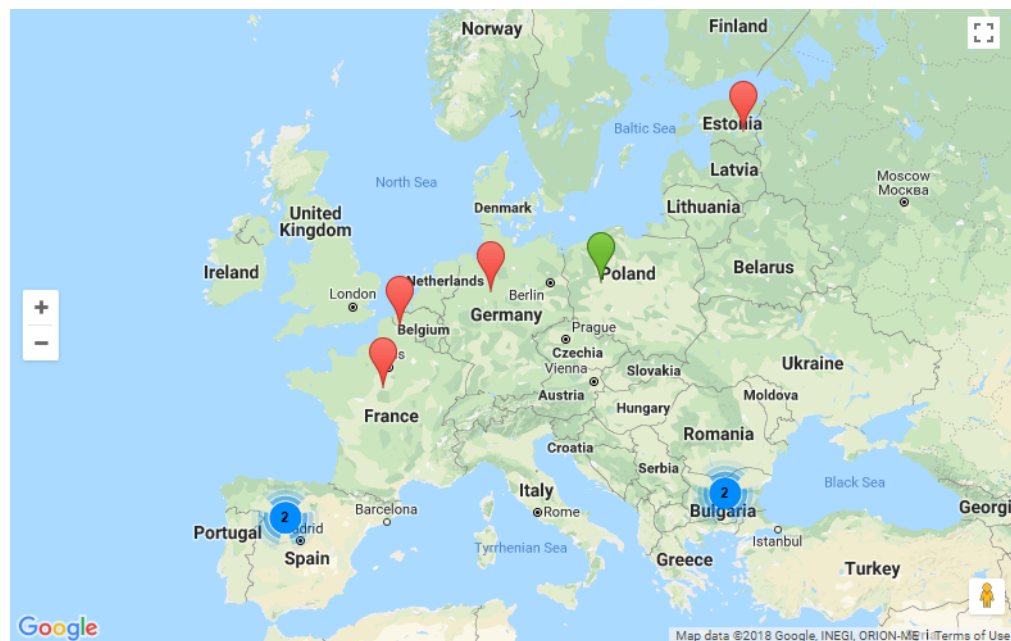 Norway
Finland
Estonia
Baltic Sea
Latvia
Moscow
Москва
North Sea
Denmark
Lithuania
United
Kingdom
Ireland
Netherlands
Poland
Belarus
London
Berlin
Germany
Belgium
Prague
Czechia
Ukraine
Vienna
Slovakia
Austria
Moldova
France
Hungary
Romania
Croatia
Serbia
Italy
2
Black Sea
Barcelona
Rome
Bulgaria
Georgi
2
Portugal
Spain
Istanbul
Tyrrhenian Sea
Greece
Turkey
+
−
Google
Map data ©2018 Google, INEGI, ORION-ME
Terms of Use